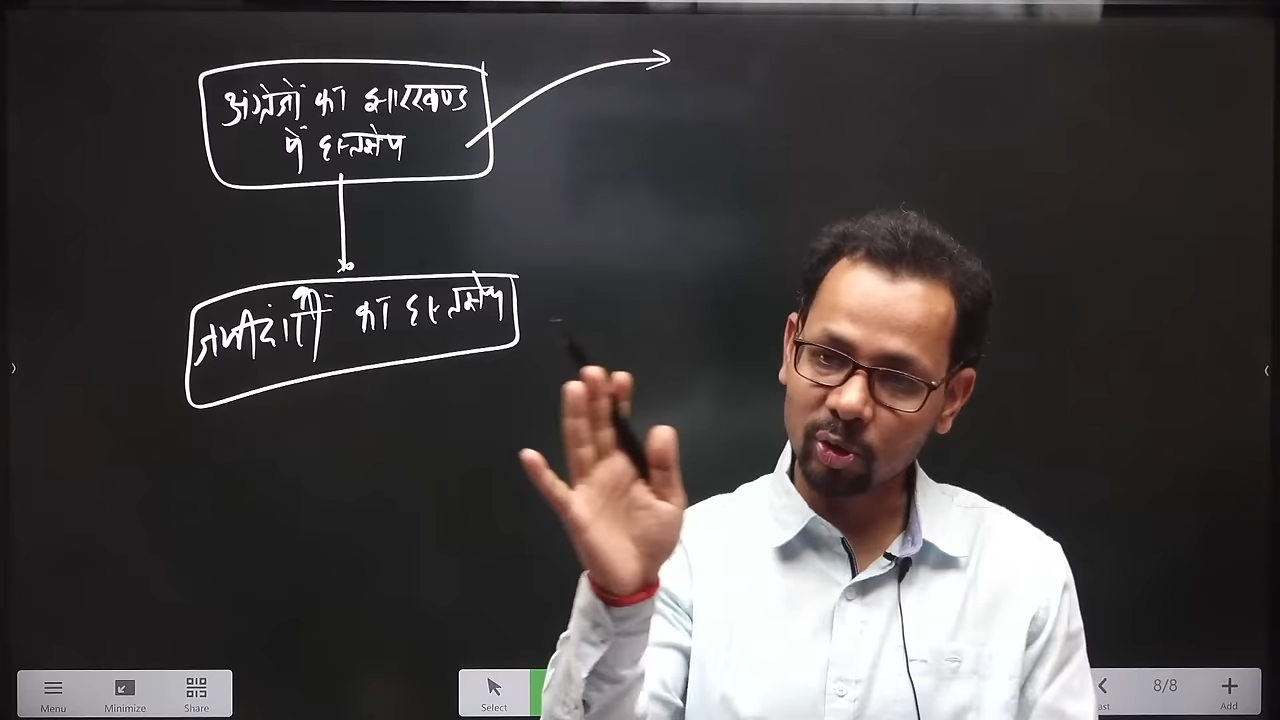 अंग्रेजों का झारखण्ड
में हस्तक्षेप
जमींदारों का हस्तक्षेप
Menu
Minimize
Share
Select
8/8
Add